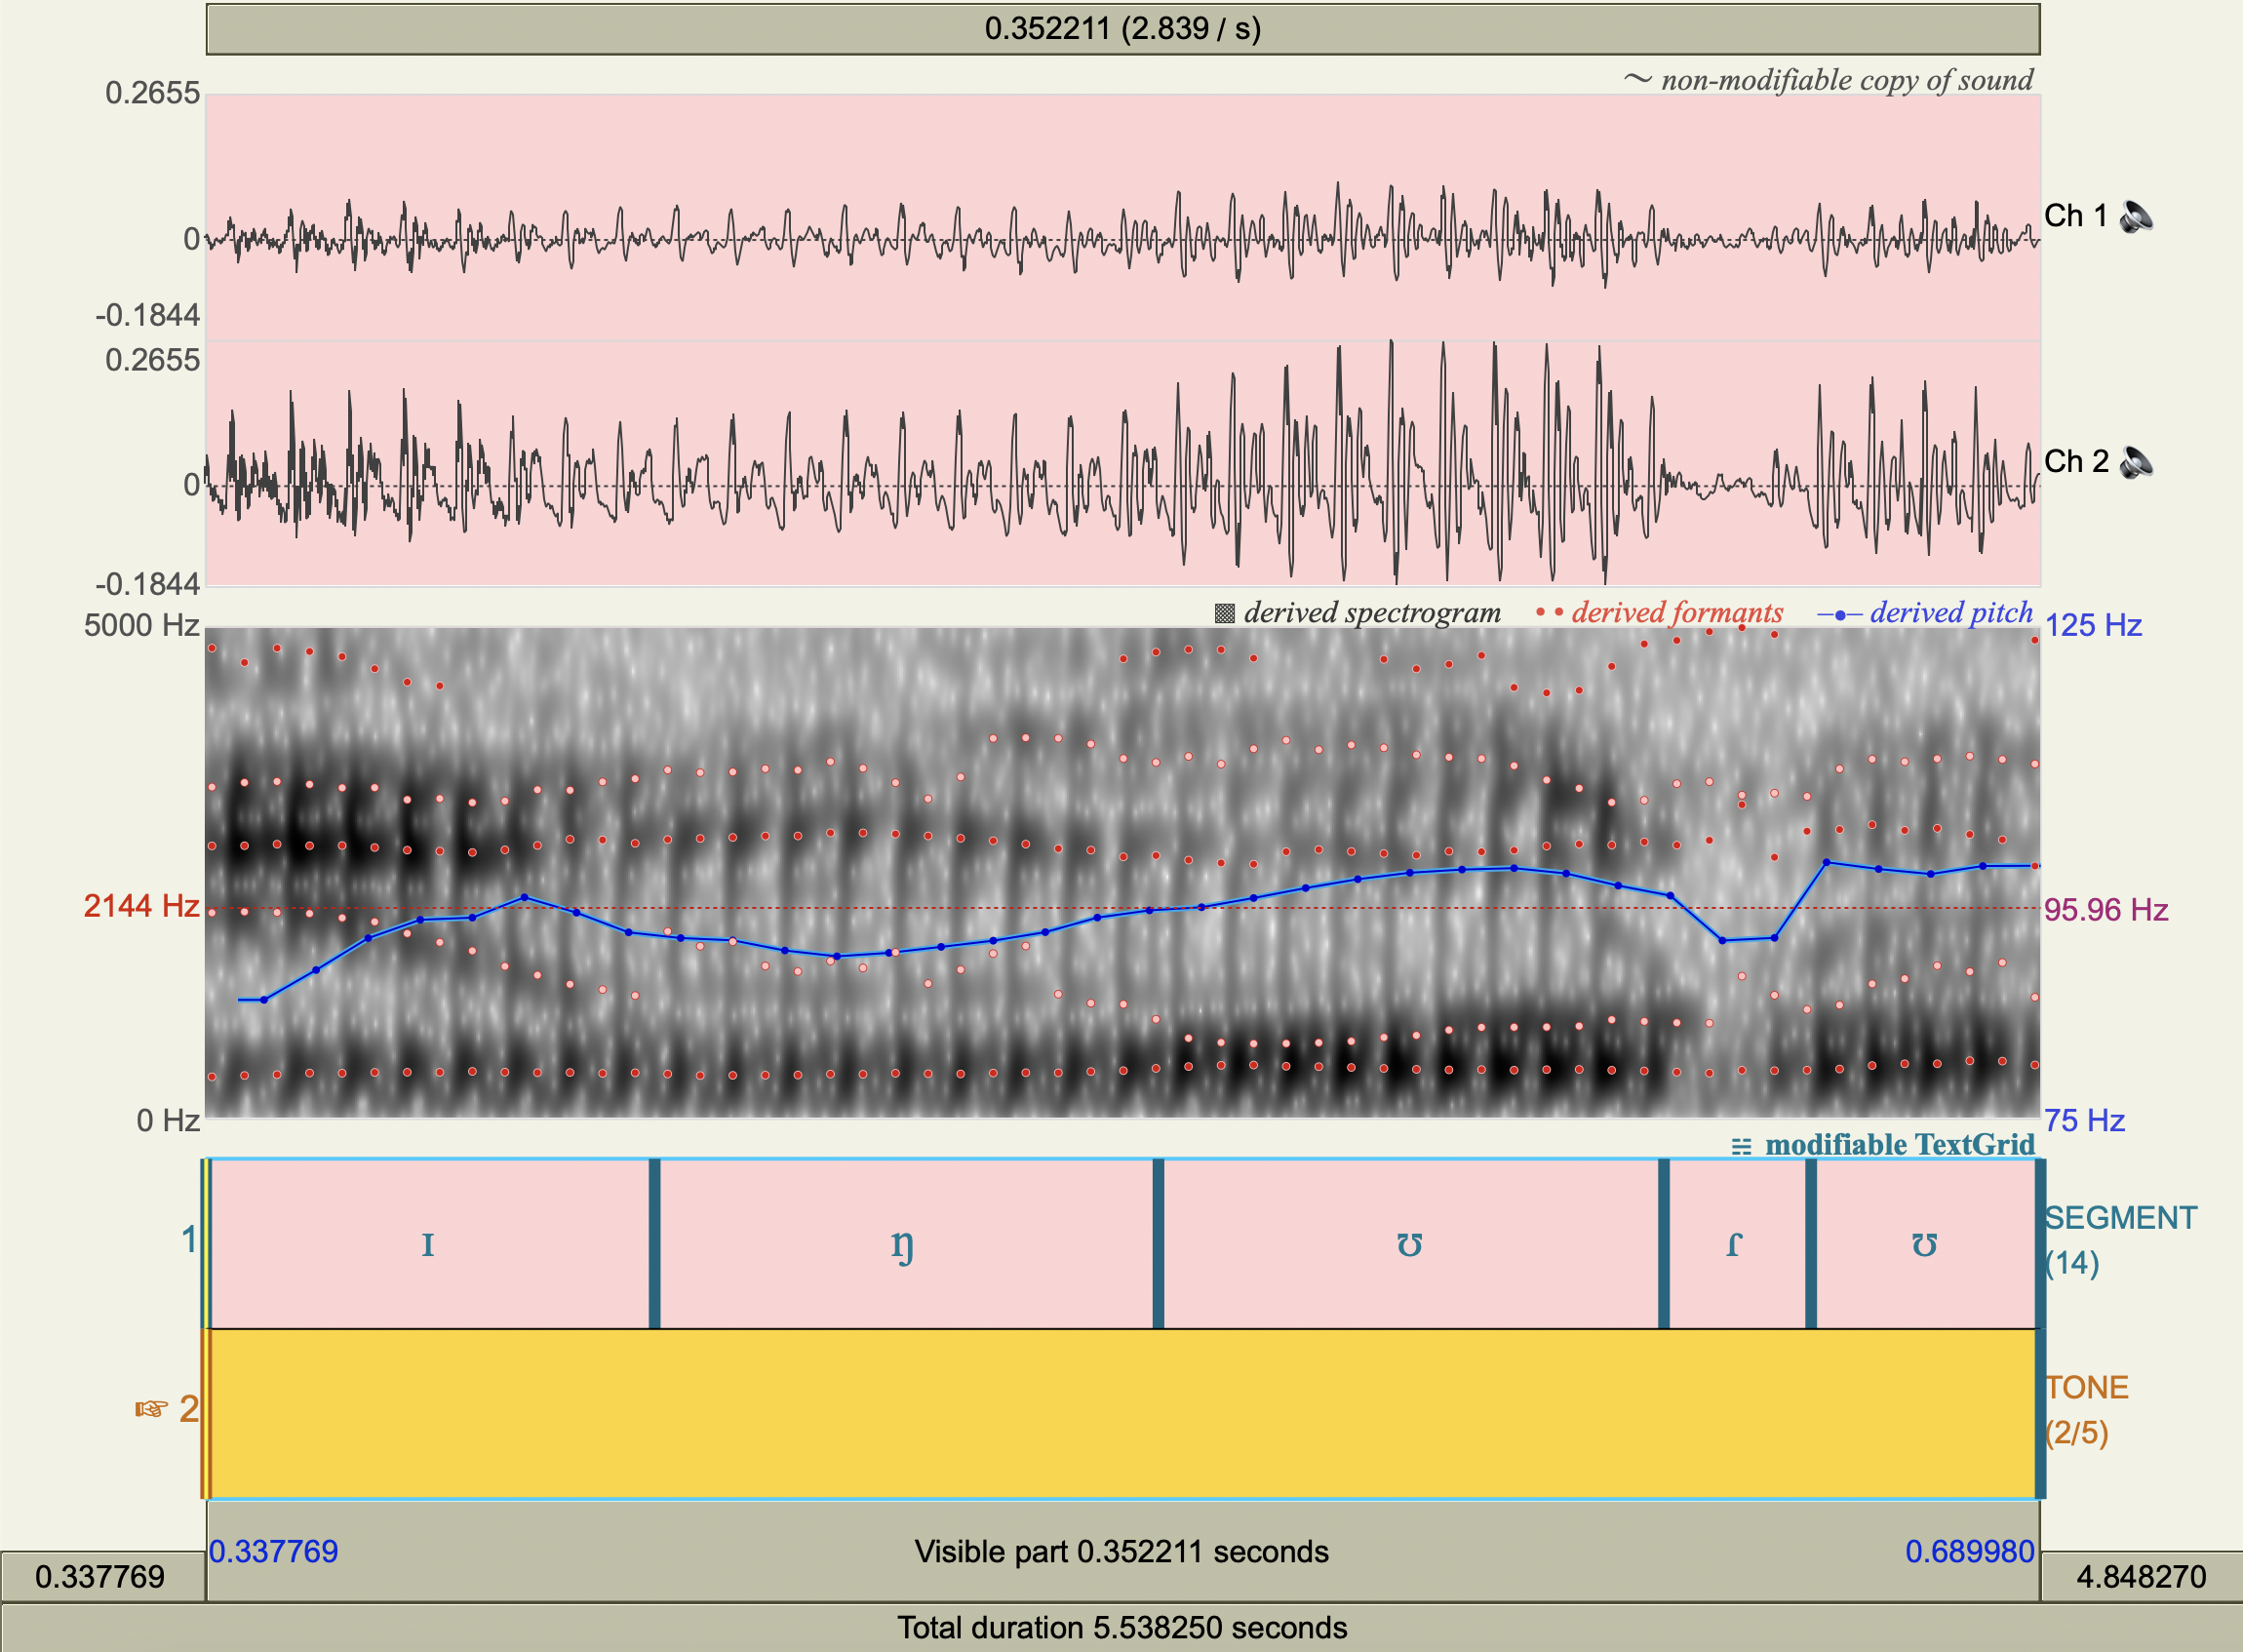 0.352211 (2.839 / s)
～ non-modifiable copy of sound
0.2655
0
-0.1844
Ch 1
0.2655
0
-0.1844
Ch 2
derived spectrogram derived formants derived pitch
5000 Hz
125 Hz
2144 Hz
95.96 Hz
0 Hz
75 Hz
modifiable TextGrid
1
ɪ ŋ ʊ ɾ ʊ
SEGMENT
(14)
☞ 2
TONE
(2/5)
0.337769 Visible part 0.352211 seconds 0.689980
0.337769 4.848270
Total duration 5.538250 seconds